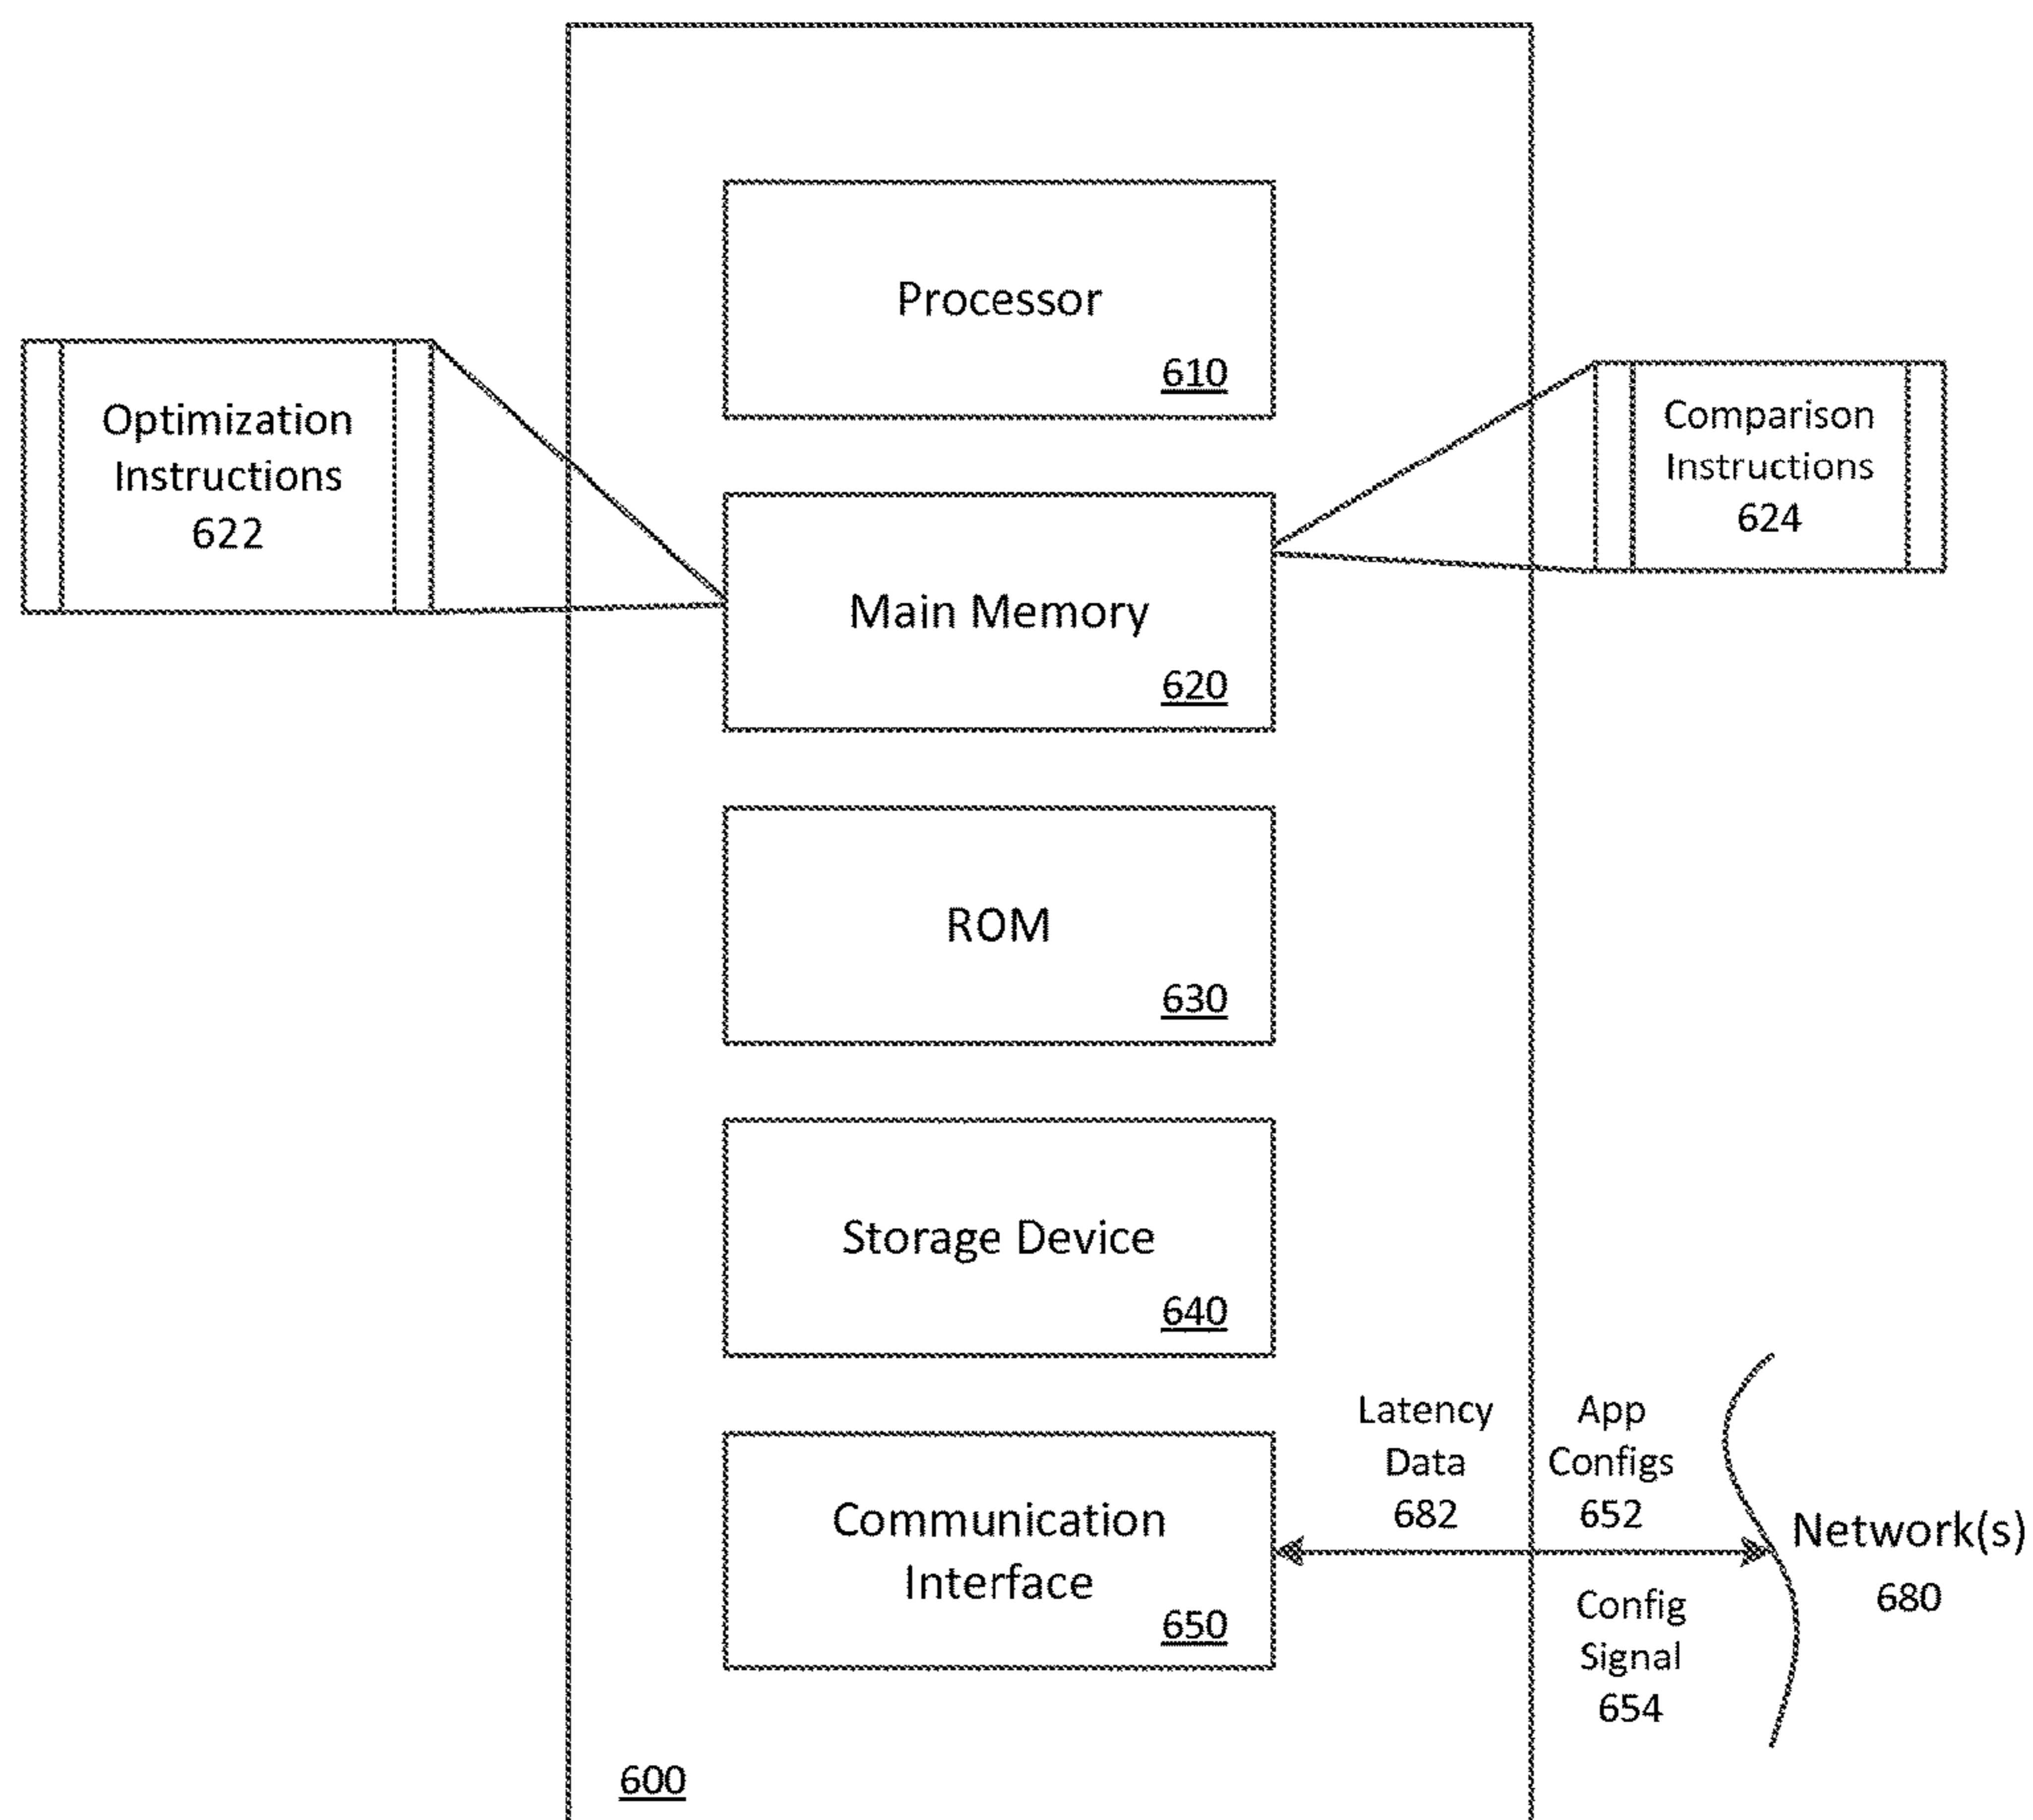 Processor
610
Optimization
Instructions
622
Comparison
Instructions
624
Main Memory
620
ROM
630
Storage Device
640
Latency
Data
682
App
Configs
652
Communication
Interface
650
Network(s)
680
Config
Signal
654
600